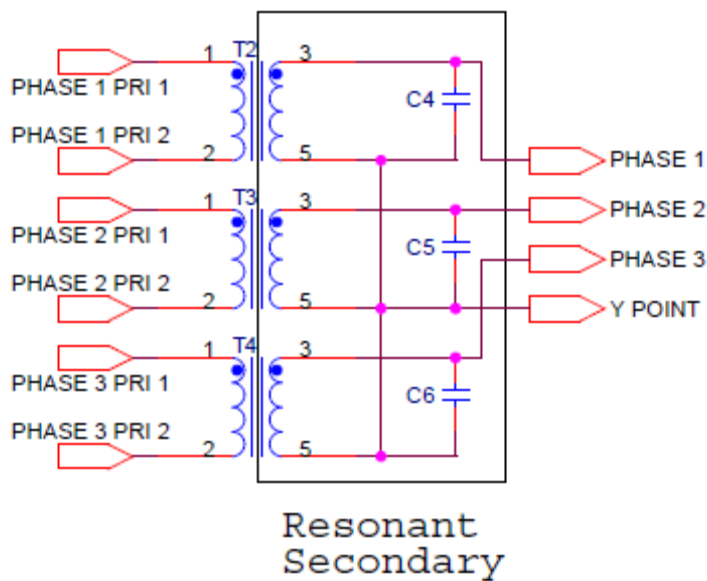 1 T2 3
PHASE 1 PRI 1
C4
PHASE 1 PRI 2
2 5
PHASE 1
1 T3 3
PHASE 2
PHASE 2 PRI 1
C5
PHASE 3
PHASE 2 PRI 2
2 5
Y POINT
1 T4 3
PHASE 3 PRI 1
C6
PHASE 3 PRI 2
2 5
Resonant
Secondary